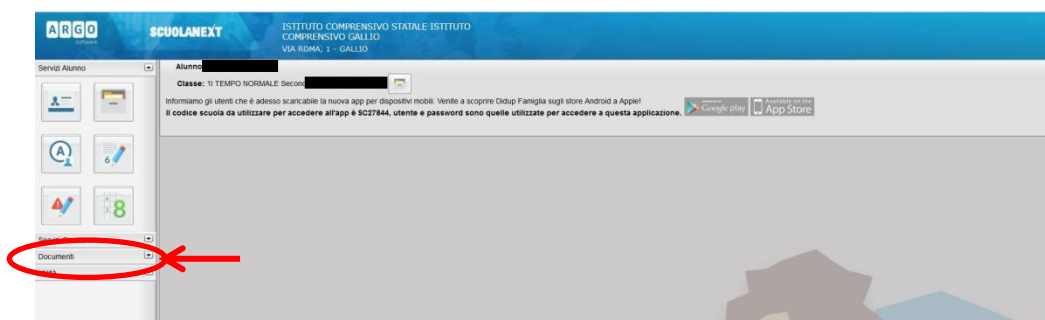 ARGO
software
SCUOLANEXT
ISTITUTO COMPRENSIVO STATALE ISTITUTO
COMPRENSIVO GALLIO
VIA ROMA, 1 - GALLIO
Servizi Alunno
Alunno
Classe: 1I TEMPO NORMALE Second
Informiamo gli utenti che è adesso scaricabile la nuova app per dispositivi mobili. Venite a scoprire Didup Famiglia sugli store Android a Apple!
Il codice scuola da utilizzare per accedere all'app è SC27844, utente e password sono quelle utilizzate per accedere a questa applicazione.
Google play
Available on the
App Store
A
6
8
Documenti